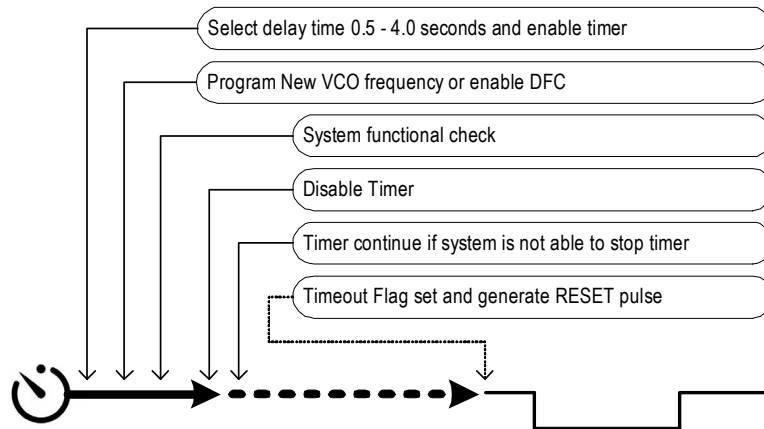 Select delay time 0.5 - 4.0 seconds and enable timer
Program New VCO frequency or enable DFC
System functional check
Disable Timer
Timer continue if system is not able to stop timer
Timeout Flag set and generate RESET pulse